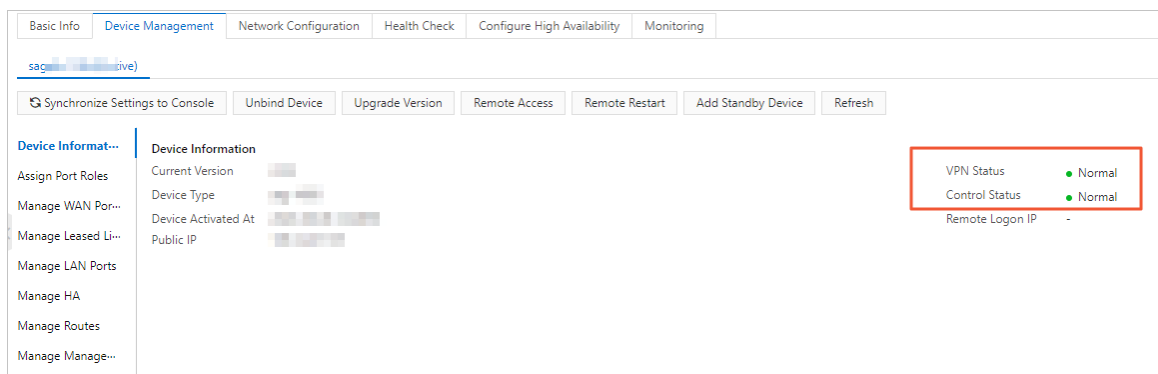 Basic Info Device Management Network Configuration Health Check Configure High Availability Monitoring
sag ive)
Synchronize Settings to Console Unbind Device Upgrade Version Remote Access Remote Restart Add Standby Device Refresh
Device Informat···
Assign Port Roles
Manage WAN Por···
Manage Leased Li···
Manage LAN Ports
Manage HA
Manage Routes
Manage Manage···
Device Information
Current Version
Device Type
Device Activated At
Public IP
VPN Status Normal
Control Status Normal
Remote Logon IP -